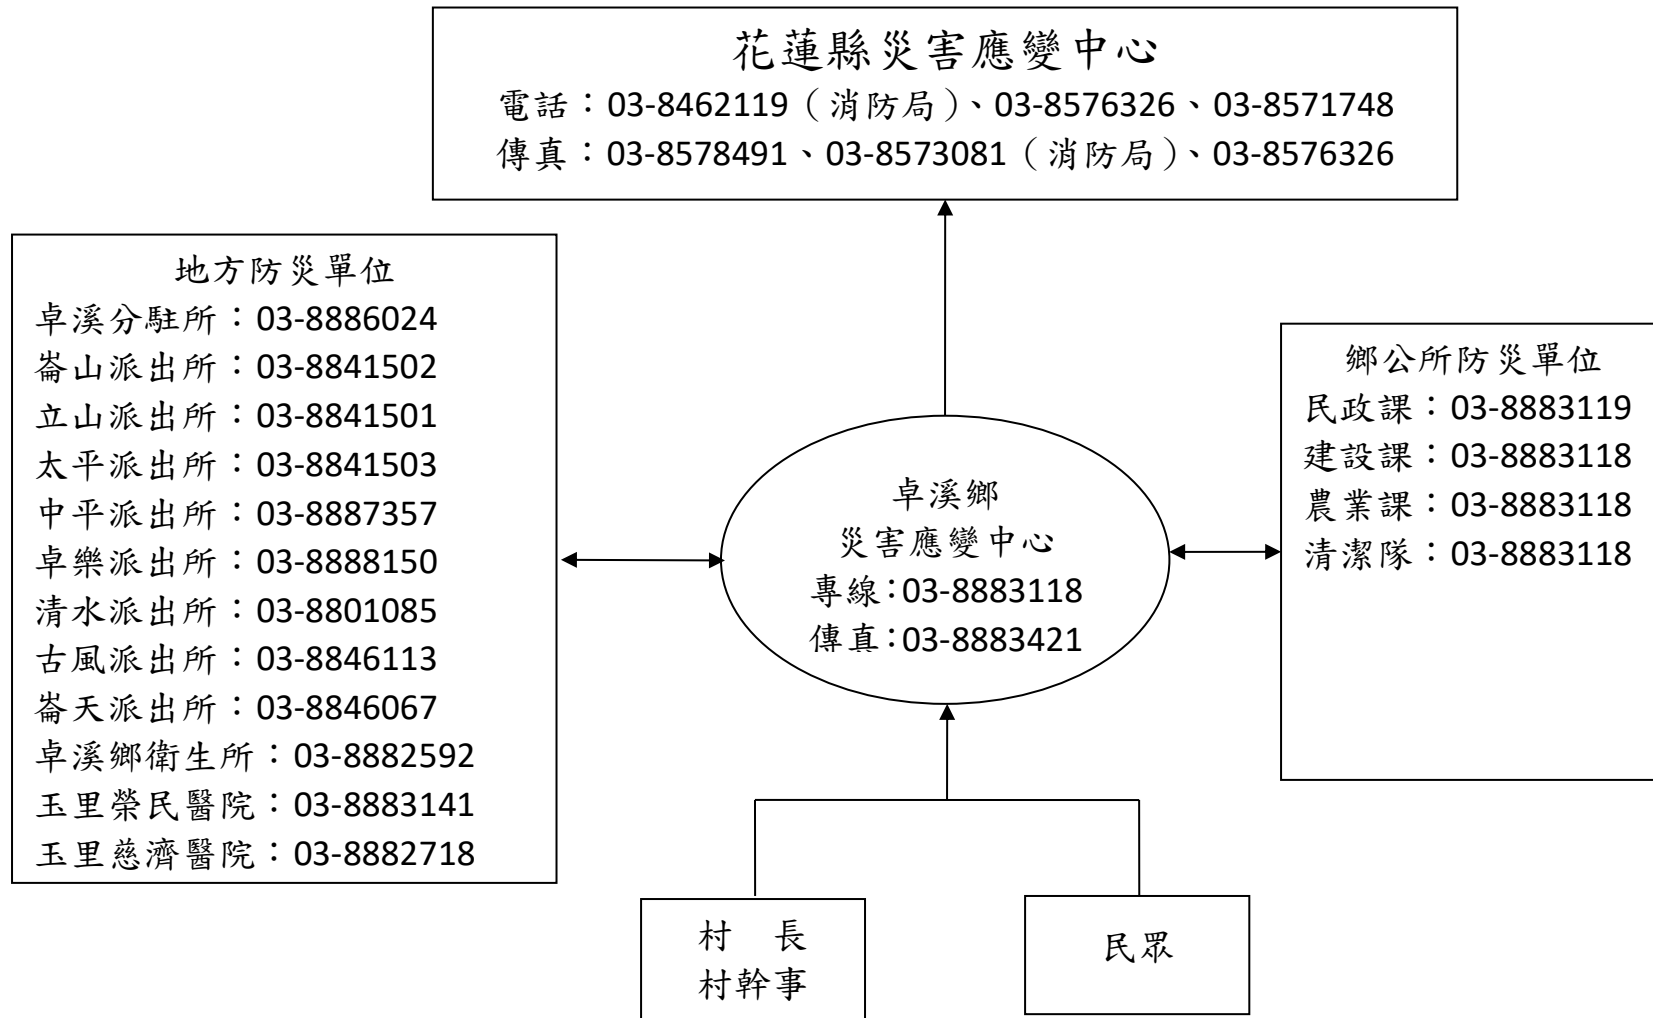 花蓮縣災害應變中心
電話：03-8462119（消防局）、03-8576326、03-8571748
傳真：03-8578491、03-8573081（消防局）、03-8576326
地方防災單位
卓溪分駐所：03-8886024
崙山派出所：03-8841502
立山派出所：03-8841501
太平派出所：03-8841503
中平派出所：03-8887357
卓樂派出所：03-8888150
清水派出所：03-8801085
古風派出所：03-8846113
崙天派出所：03-8846067
卓溪鄉衛生所：03-8882592
玉里榮民醫院：03-8883141
玉里慈濟醫院：03-8882718
卓溪鄉
災害應變中心
專線：03-8883118
傳真：03-8883421
鄉公所防災單位
民政課：03-8883119
建設課：03-8883118
農業課：03-8883118
清潔隊：03-8883118
村　長
村幹事
民眾